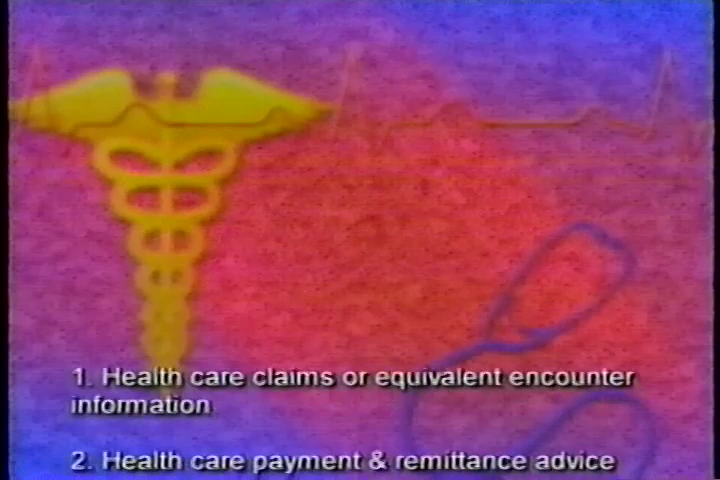 1. Health care claims or equivalent encounter
information
2. Health care payment & remittance advice